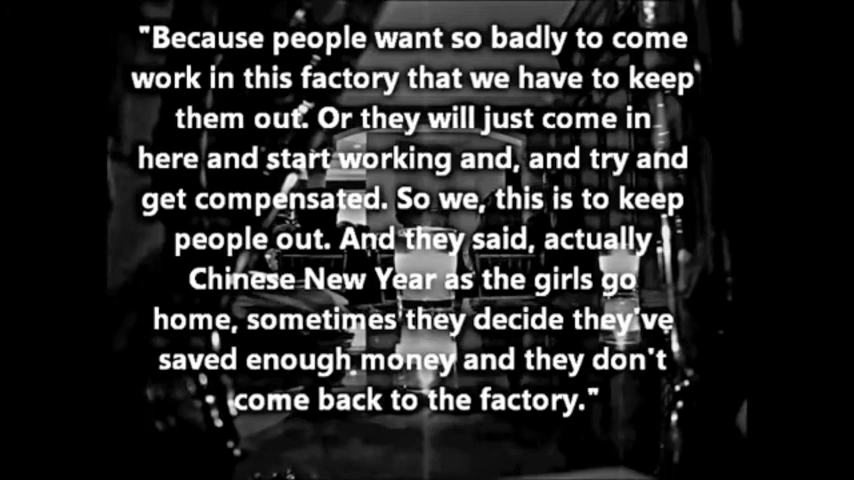 "Because people want so badly to come
work in this factory that we have to keep
them out. Or they will just come in
here and start working and, and try and
get compensated. So we, this is to keep
people out. And they said, actually
Chinese New Year as the girls go
home, sometimes they decide they've
saved enough money and they don't
come back to the factory."